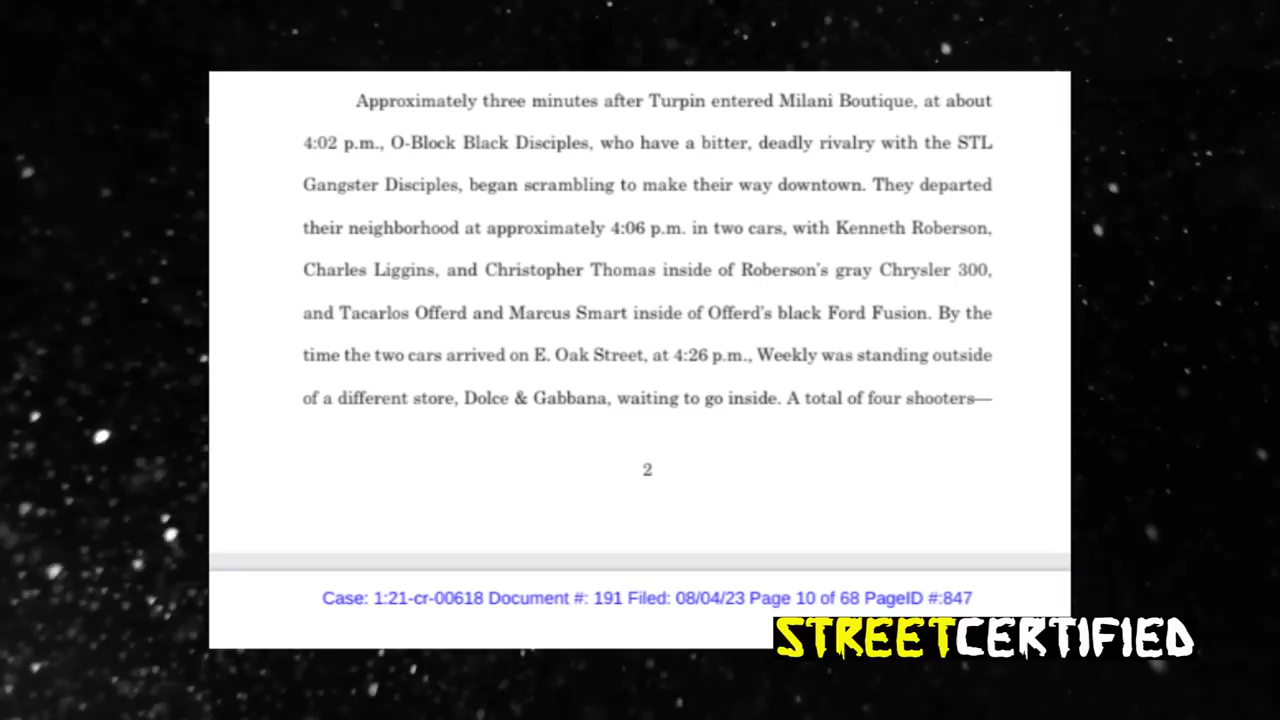 Approximately three minutes after Turpin entered Milani Boutique, at about
4:02 p.m., O-Block Black Disciples, who have a bitter, deadly rivalry with the STL
Gangster Disciples, began scrambling to make their way downtown. They departed
their neighborhood at approximately 4:06 p.m. in two cars, with Kenneth Roberson,
Charles Liggins, and Christopher Thomas inside of Roberson's gray Chrysler 300,
and Tacarlos Offerd and Marcus Smart inside of Offerd's black Ford Fusion. By the
time the two cars arrived on E. Oak Street, at 4:26 p.m., Weekly was standing outside
of a different store, Dolce & Gabbana, waiting to go inside. A total of four shooters—
2
Case: 1:21-cr-00618 Document #: 191 Filed: 08/04/23 Page 10 of 68 PageID #:847
STREETCERTIFIED